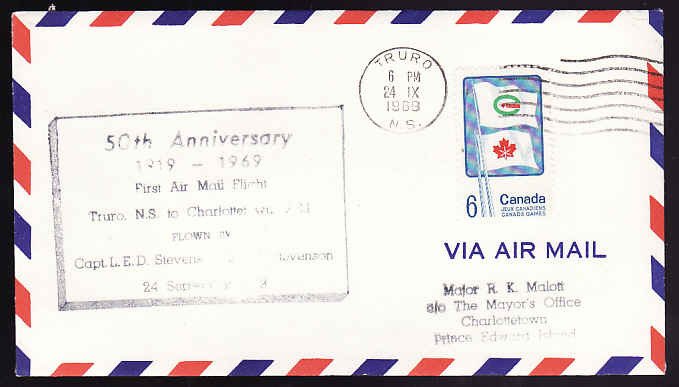 50th Anniversary
1919 - 1969
First Air Mail Flight
Truro, N.S. to
FLOWN
Capt. L.E.D.
24
TRURO
6 PM
24 IX
1969
N.S.
6 Canada
JEUX CANADIENS
CANADA GAMES
VIA AIR MAIL
Major R. K. Malott
c/o The Mayor's Office
Charlottetown
Prince Edward Island